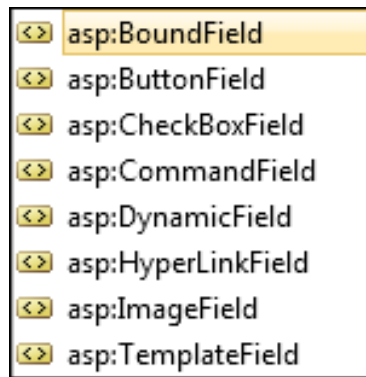 asp:BoundField
asp:ButtonField
asp:CheckBoxField
asp:CommandField
asp:DynamicField
asp:HyperLinkField
asp:ImageField
asp:TemplateField